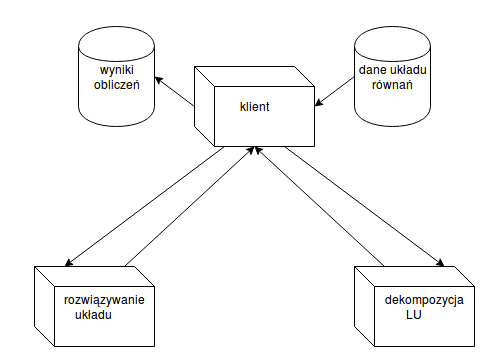 wyniki
obliczeń
klient
dane układu
równań
rozwiązywanie
układu
dekompozycja
LU